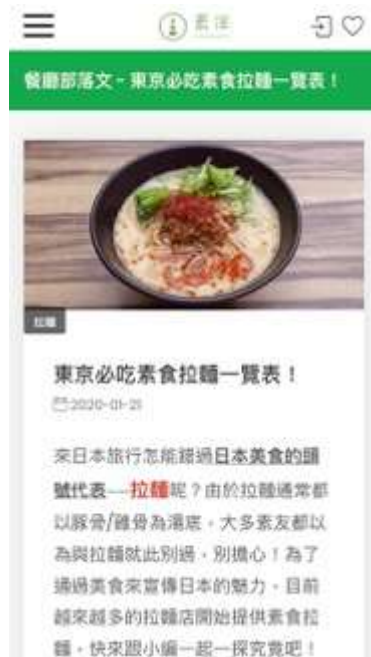 餐廳部落文 - 東京必吃素食拉麵一覽表！
拉麵
東京必吃素食拉麵一覽表！
2020-01-21
來日本旅行怎能錯過日本美食的頭
號代表---拉麵呢？由於拉麵通常都
以豚骨/雞骨為湯底，大多素友都以
為與拉麵就此別過，別擔心！為了
通過美食來宣傳日本的魅力，目前
越來越多的拉麵店開始提供素食拉
麵，快來跟小編一起一探究竟吧！